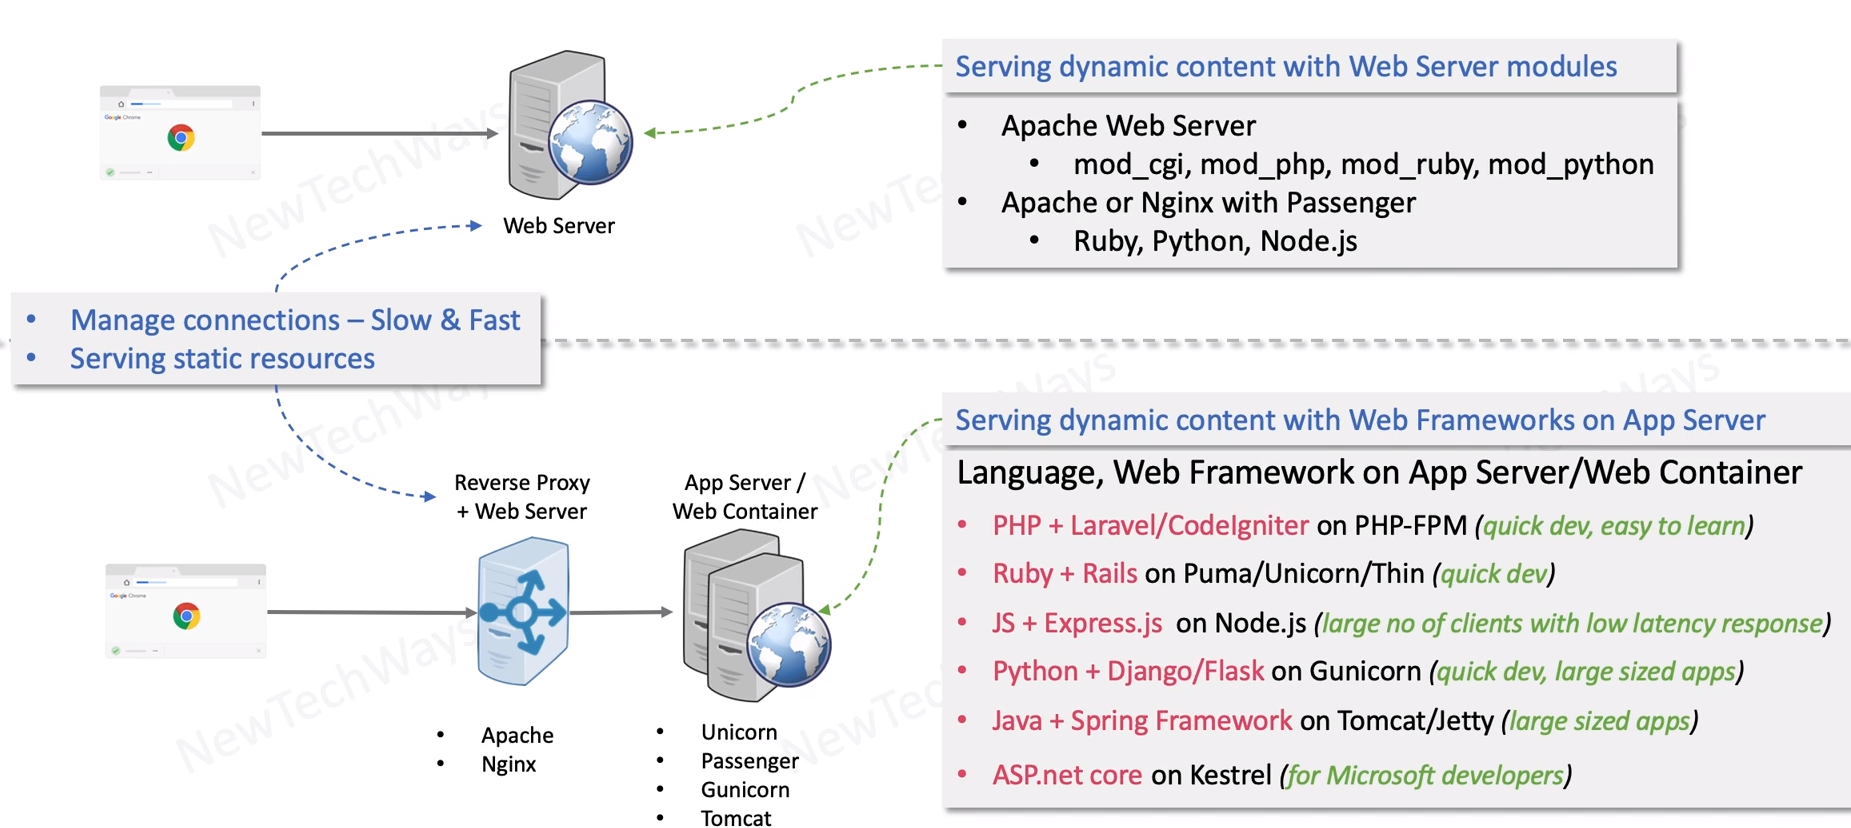 Google Chrome
Web Server
Serving dynamic content with Web Server modules
• Apache Web Server
• mod_cgi, mod_php, mod_ruby, mod_python
• Apache or Nginx with Passenger
• Ruby, Python, Node.js
• Manage connections – Slow & Fast
• Serving static resources
Serving dynamic content with Web Frameworks on App Server
Language, Web Framework on App Server/Web Container
• PHP + Laravel/CodeIgniter on PHP-FPM (quick dev, easy to learn)
• Ruby + Rails on Puma/Unicorn/Thin (quick dev)
• JS + Express.js on Node.js (large no of clients with low latency response)
• Python + Django/Flask on Gunicorn (quick dev, large sized apps)
• Java + Spring Framework on Tomcat/Jetty (large sized apps)
• ASP.net core on Kestrel (for Microsoft developers)
Reverse Proxy
+ Web Server
App Server /
Web Container
Google Chrome
• Apache
• Nginx
• Unicorn
• Passenger
• Gunicorn
• Tomcat
NewTechWays
NewTechWays
NewTechWays